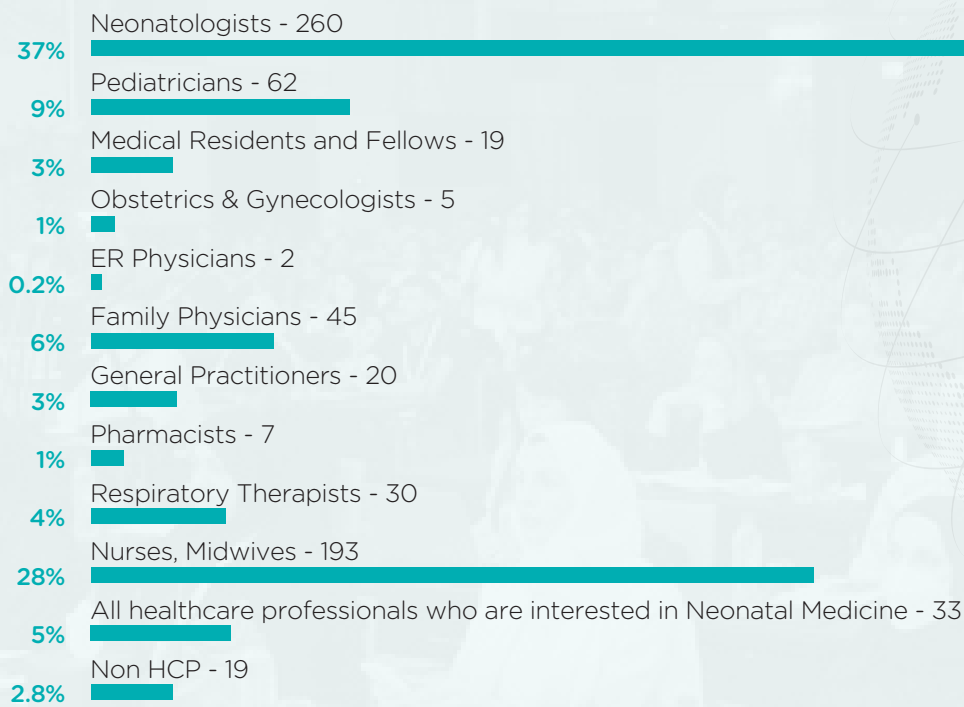 Neonatologists - 260
37%
Pediatricians - 62
9%
Medical Residents and Fellows - 19
3%
Obstetrics & Gynecologists - 5
1%
ER Physicians - 2
0.2%
Family Physicians - 45
6%
General Practitioners - 20
3%
Pharmacists - 7
1%
Respiratory Therapists - 30
4%
Nurses, Midwives - 193
28%
All healthcare professionals who are interested in Neonatal Medicine - 33
5%
Non HCP - 19
2.8%